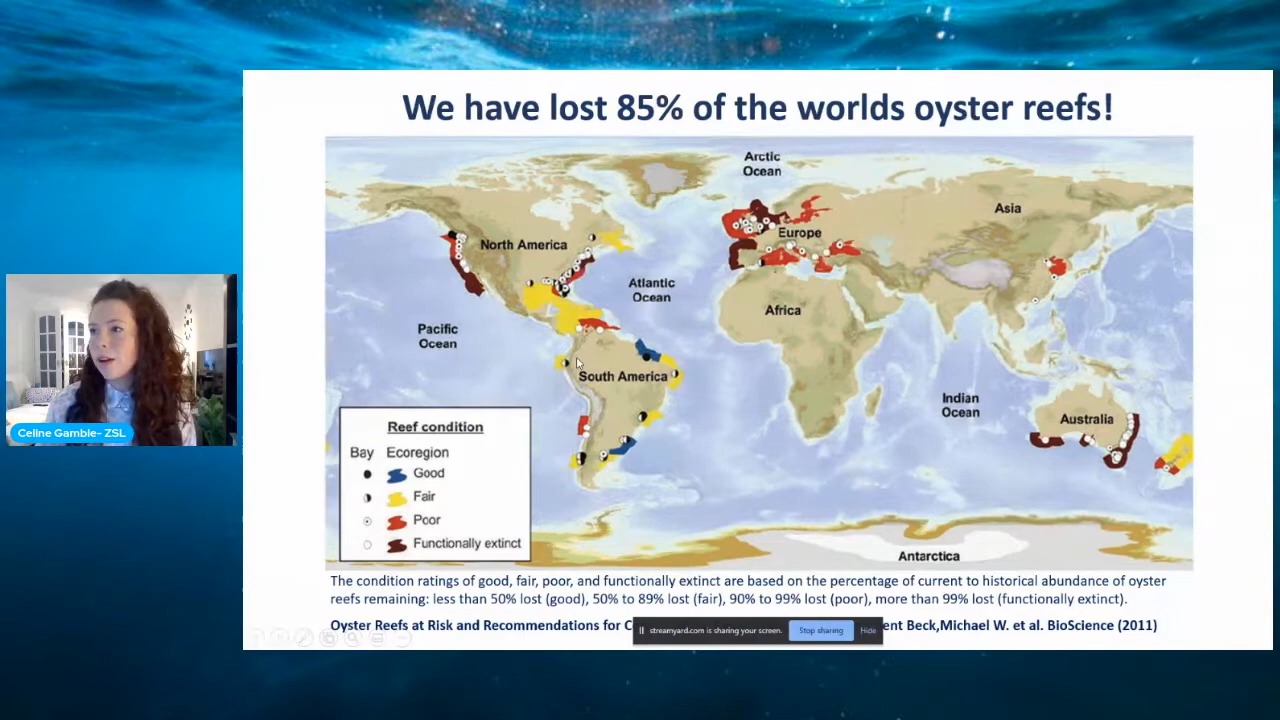 We have lost 85% of the worlds oyster reefs!
Arctic
Ocean
Asia
North America
Europe
Atlantic
Ocean
Africa
Pacific
Ocean
South America
Indian
Ocean
Australia
Reef condition
Bay Ecoregion
Good
Fair
Poor
Functionally extinct
Antarctica
Celine Gamble- ZSL
The condition ratings of good, fair, poor, and functionally extinct are based on the percentage of current to historical abundance of oyster
reefs remaining: less than 50% lost (good), 50% to 89% lost (fair), 90% to 99% lost (poor), more than 99% lost (functionally extinct).
Oyster Reefs at Risk and Recommendations for C
ent Beck,Michael W. et al. BioScience (2011)
streamyard.com is sharing your screen. Stop sharing Hide